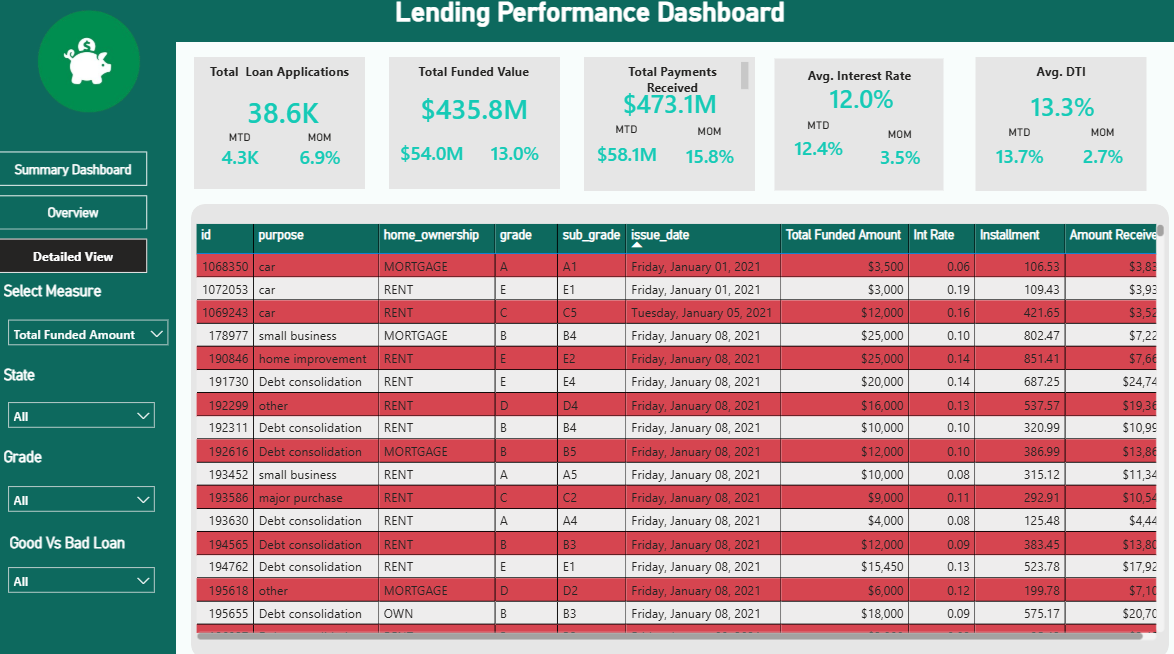 Lending Performance Dashboard
Summary Dashboard
Overview
Detailed View
Select Measure
Total Funded Amount
State
All
Grade
All
Good Vs Bad Loan
All
Total Loan Applications
38.6K
MTD MOM
4.3K 6.9%
Total Funded Value
$435.8M
$54.0M 13.0%
Total Payments
Received
$473.1M
MTD MOM
$58.1M 15.8%
Avg. Interest Rate
12.0%
MTD MOM
12.4% 3.5%
Avg. DTI
13.3%
MTD MOM
13.7% 2.7%
id purpose home_ownership grade sub_grade issue_date Total Funded Amount Int Rate Installment Amount Receive
1068350 car MORTGAGE A A1 Friday, January 01, 2021 $3,500 0.06 106.53 $3,83
1072053 car RENT E E1 Friday, January 01, 2021 $3,000 0.19 109.43 $3,93
1069243 car RENT C C5 Tuesday, January 05, 2021 $12,000 0.16 421.65 $3,52
178977 small business MORTGAGE B B4 Friday, January 08, 2021 $25,000 0.10 802.47 $7,22
190846 home improvement RENT E E2 Friday, January 08, 2021 $25,000 0.14 851.41 $7,66
191730 Debt consolidation RENT E E4 Friday, January 08, 2021 $20,000 0.14 687.25 $24,74
192299 other RENT D D4 Friday, January 08, 2021 $16,000 0.13 537.57 $19,36
192311 Debt consolidation RENT B B4 Friday, January 08, 2021 $10,000 0.10 320.99 $10,99
192616 Debt consolidation MORTGAGE B B5 Friday, January 08, 2021 $12,000 0.10 386.99 $13,86
193452 small business RENT A A5 Friday, January 08, 2021 $10,000 0.08 315.12 $11,34
193586 major purchase RENT C C2 Friday, January 08, 2021 $9,000 0.11 292.91 $10,54
193630 Debt consolidation RENT A A4 Friday, January 08, 2021 $4,000 0.08 125.48 $4,44
194565 Debt consolidation RENT B B3 Friday, January 08, 2021 $12,000 0.09 383.45 $13,80
194762 Debt consolidation RENT E E1 Friday, January 08, 2021 $15,450 0.13 523.78 $17,92
195618 other MORTGAGE D D2 Friday, January 08, 2021 $6,000 0.12 199.78 $7,10
195655 Debt consolidation OWN B B3 Friday, January 08, 2021 $18,000 0.09 575.17 $20,70